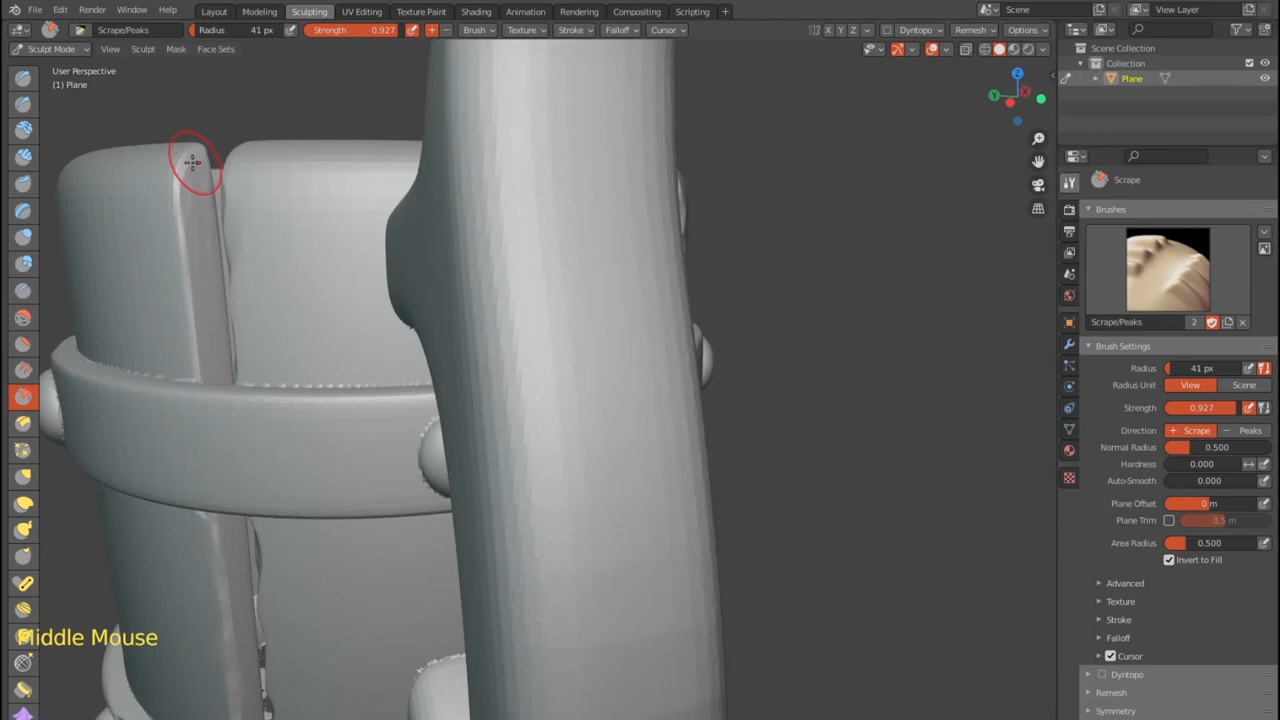 File Edit Render Window Help Layout Modeling Sculpting UV Editing Texture Paint Shading Animation Rendering Compositing Scripting + Scene View Layer
Scrape/Peaks Radius 41 px Strength 0.927 + − Brush Texture Stroke Falloff Cursor X Y Z Dyntopo Remesh Options
Sculpt Mode View Sculpt Mask Face Sets
Scene Collection
Collection
Plane
User Perspective
(1) Plane
Z
Y
X
Scrape
Brushes
Scrape/Peaks 2
Brush Settings
Radius 41 px
Radius Unit View Scene
Strength 0.927
Direction + Scrape − Peaks
Normal Radius 0.500
Hardness 0.000
Auto-Smooth 0.000
Plane Offset 0 m
Plane Trim 0.5 m
Area Radius 0.500
Invert to Fill
Advanced
Texture
Stroke
Falloff
Cursor
Dyntopo
Remesh
Symmetry
Middle Mouse